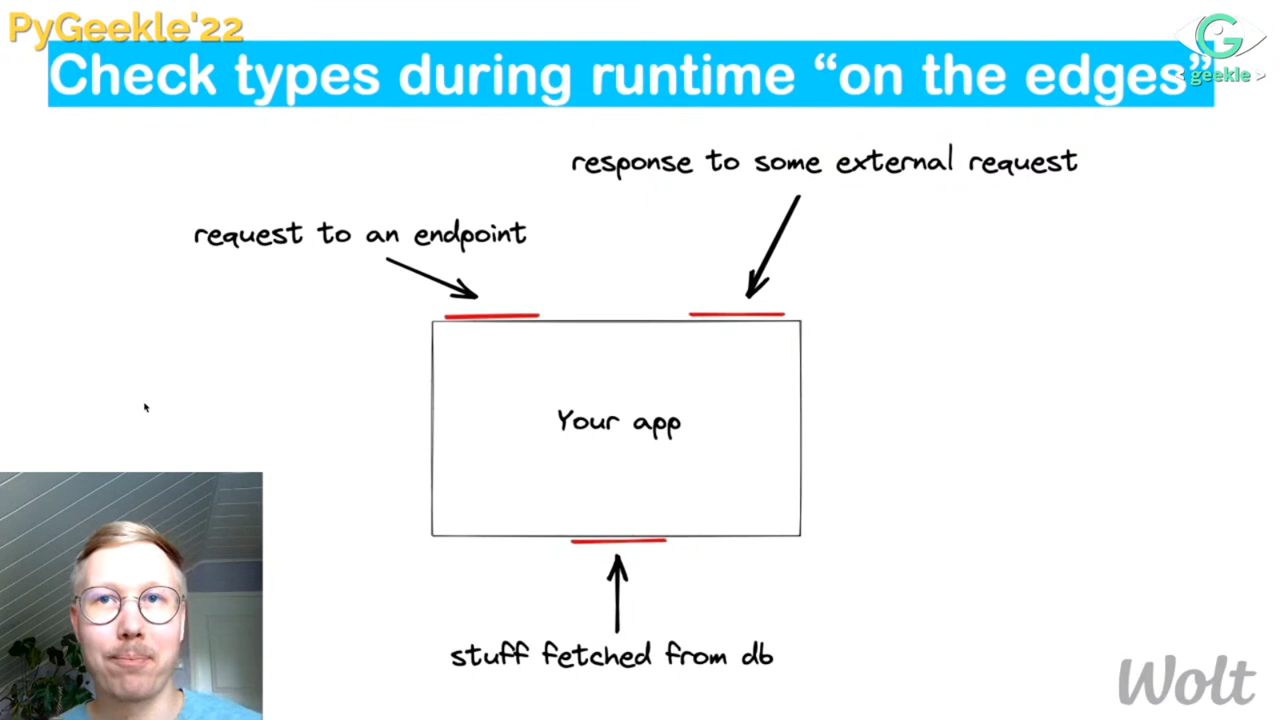 PyGeekle'22
Check types during runtime “on the edges”
G
< geekle >
response to some external request
request to an endpoint
Your app
stuff fetched from db
Wolt